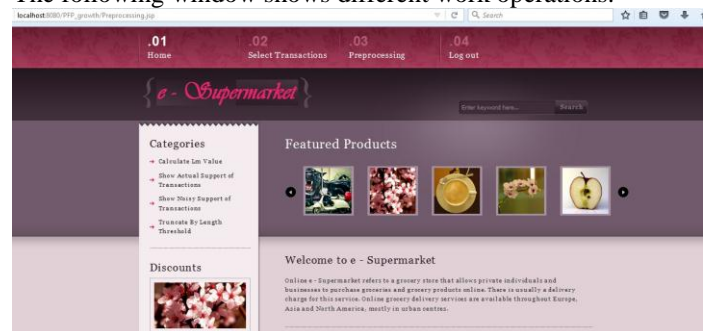 The following window shows different work operations.
localhost:8080/PFP_growth/Preprocessing.jsp
Search
.01
Home
.02
Select Transactions
.03
Preprocessing
.04
Log out
{ e - Supermarket }
Enter keyword here...
Search
Categories
Calculate Lm Value
Show Actual Support of
Transactions
Show Noisy Support of
Transactions
Truncate By Length
Threshold
Discounts
Featured Products
Welcome to e - Supermarket
Online e - Supermarket refers to a grocery store that allows private individuals and
businesses to purchase groceries and grocery products online. There is usually a delivery
charge for this service. Online grocery delivery services are available throughout Europe,
Asia and North America, mostly in urban centres.